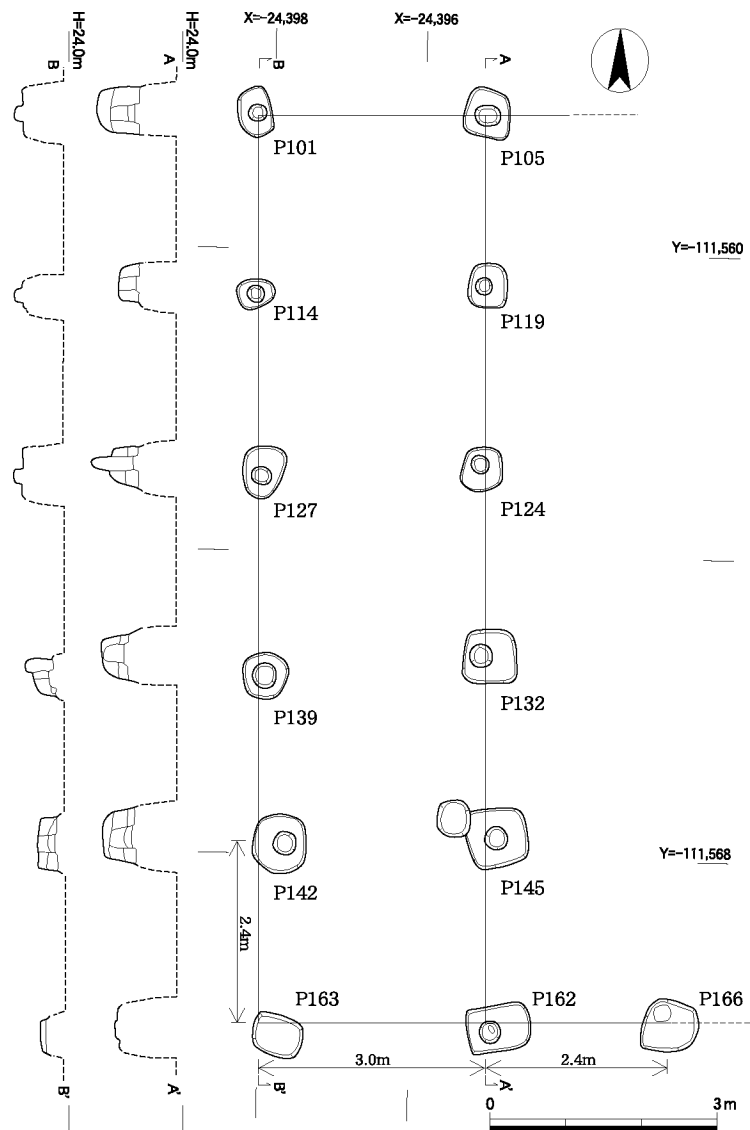 H=24.0m
H=24.0m
X=-24,398
X=-24,396
B
A
B
A
P101
P105
Y=-111,560
P114
P119
P127
P124
P139
P132
P142
P145
Y=-111,568
2.4m
P163
P162
P166
3.0m
2.4m
B'
A'
B'
A'
0
3m